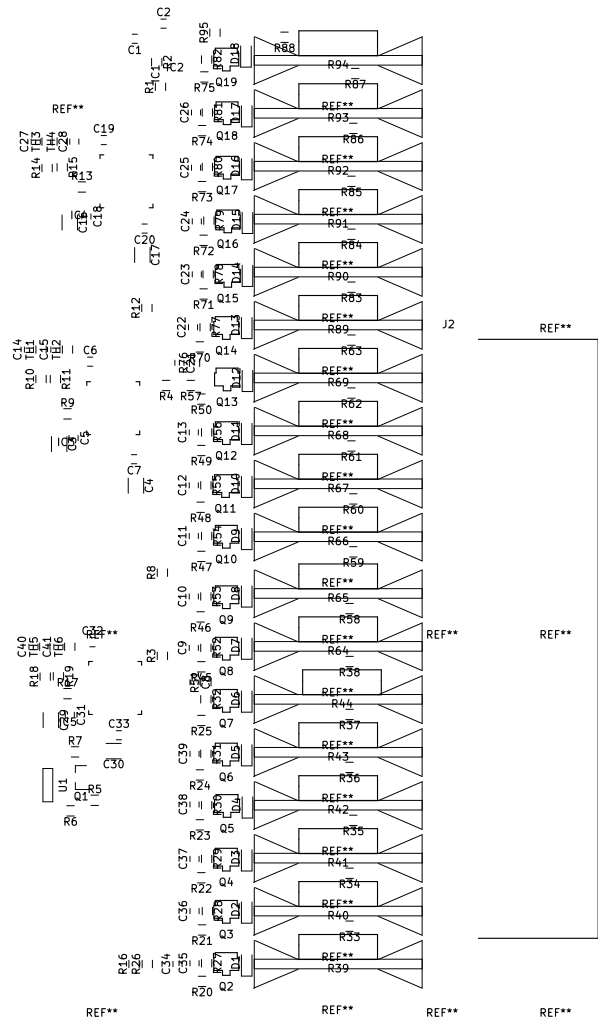 C2
R95
C1
R88
R82
D18
R2
IC1
IC2
R94
R1
R75
Q19
R87
REF**
C26
R81
D17
REF**
R93
C19
C27
TH3
TH4
C28
R74
Q18
R86
R14
R15
C25
R80
D16
REF**
R92
R13
R73
Q17
R85
C18
C24
R79
D15
REF**
R91
C20
C17
R72
Q16
R84
C23
R78
D14
REF**
R90
R12
R71
Q15
R83
C22
R77
D13
REF**
R89
J2
REF**
C14
TH1
C15
TH2
C6
R76
R70
Q14
R63
R10
R11
D12
REF**
R69
R4
R57
Q13
R9
R50
R62
C13
R56
D11
REF**
R68
C5
C7
R49
Q12
R61
C4
C12
R55
D10
REF**
R67
R48
Q11
R60
C11
R54
D9
REF**
R66
R47
Q10
R59
R8
C10
R53
D8
REF**
R65
R46
Q9
R58
C32
REF**
REF**
REF**
REF**
C40
TH5
C41
TH6
R3
C9
R52
D7
R64
R18
R19
Q8
R38
R32
D6
REF**
R44
C31
C29
C33
R25
Q7
R37
R7
C30
C39
R31
D5
REF**
R43
U1
R24
Q6
R36
R5
Q1
C38
R30
D4
REF**
R42
R6
R23
Q5
R35
C37
R29
D3
REF**
R41
R22
Q4
R34
C36
R28
D2
REF**
R40
R21
Q3
R33
R16
R26
C34
C35
R27
D1
R39
R20
Q2
REF**
REF**
REF**
REF**